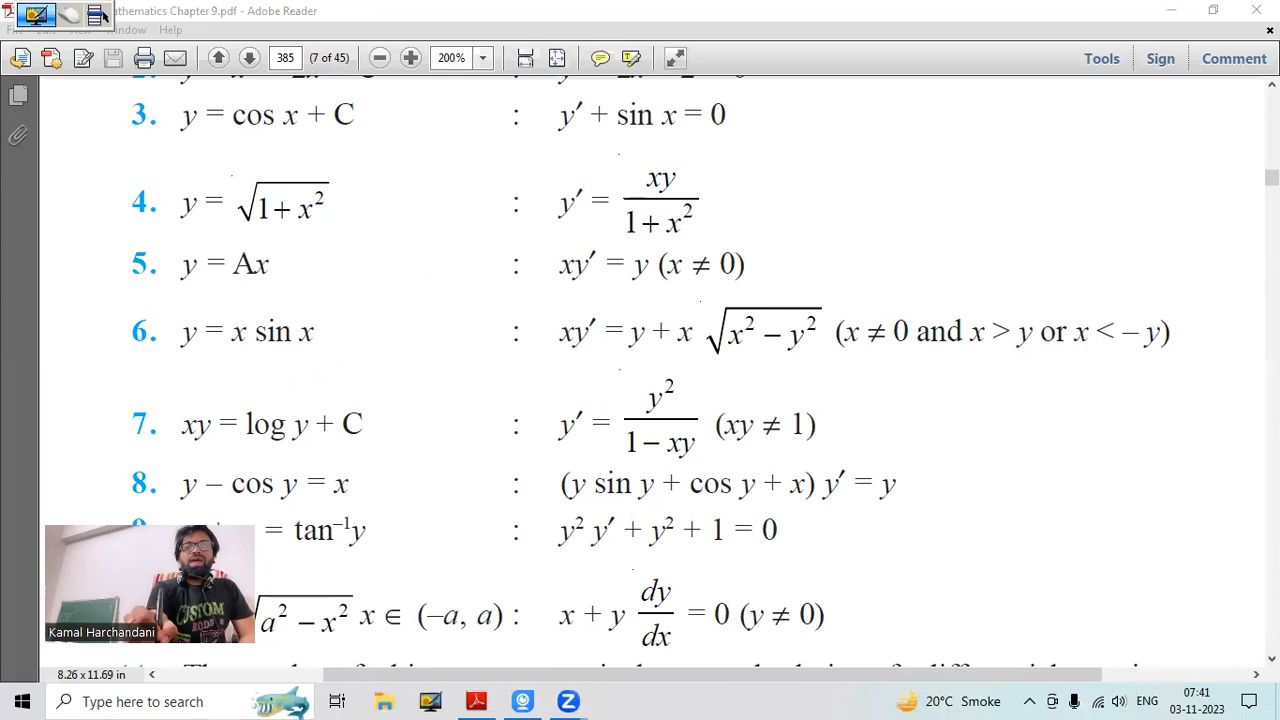 Mathematics Chapter 9.pdf - Adobe Reader
Window Help
385 (7 of 45) 200% Tools Sign Comment
3. y = cos x + C : y′ + sin x = 0
4. y = √(1 + x²) : y′ = xy / (1 + x²)
5. y = Ax : xy′ = y (x ≠ 0)
6. y = x sin x : xy′ = y + x √(x² − y²) (x ≠ 0 and x > y or x < − y)
7. xy = log y + C : y′ = y² / (1 − xy) (xy ≠ 1)
8. y − cos y = x : (y sin y + cos y + x) y′ = y
= tan⁻¹y : y² y′ + y² + 1 = 0
√(a² − x²) x ∈ (−a, a) : x + y dy/dx = 0 (y ≠ 0)
Kamal Harchandani
CUSTOM
8.26 x 11.69 in
Type here to search
20°C Smoke
07:41
03-11-2023